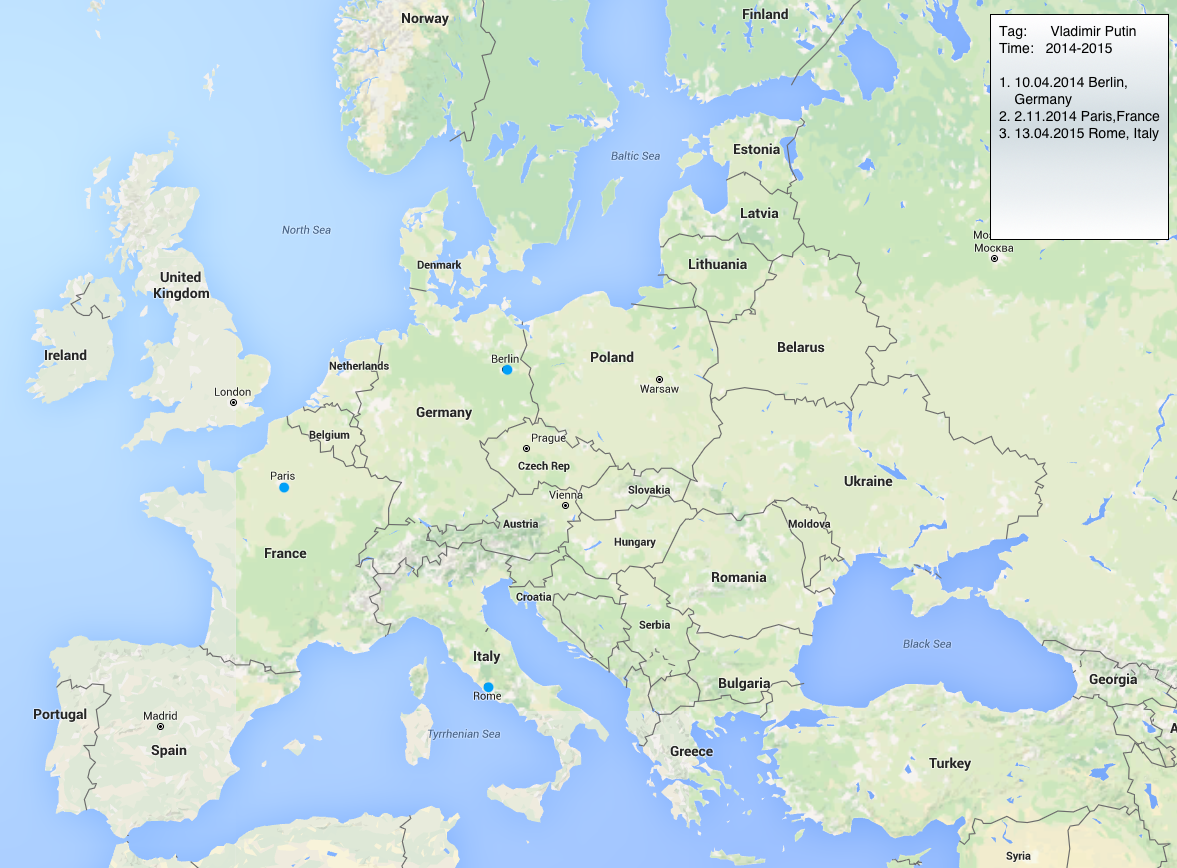 Norway
Finland
Tag: Vladimir Putin
Time: 2014-2015
1. 10.04.2014 Berlin,
Germany
2. 2.11.2014 Paris,France
3. 13.04.2015 Rome, Italy
Baltic Sea
Estonia
Latvia
North Sea
Mo
Москва
Denmark
Lithuania
United
Kingdom
Ireland
Belarus
Berlin
Poland
Netherlands
Warsaw
London
Germany
Belgium
Prague
Czech Rep
Paris
Ukraine
Slovakia
Vienna
Austria
Moldova
Hungary
France
Romania
Croatia
Serbia
Black Sea
Italy
Georgia
Bulgaria
Rome
Portugal
Madrid
Spain
Tyrrhenian Sea
A
Greece
Turkey
Syria